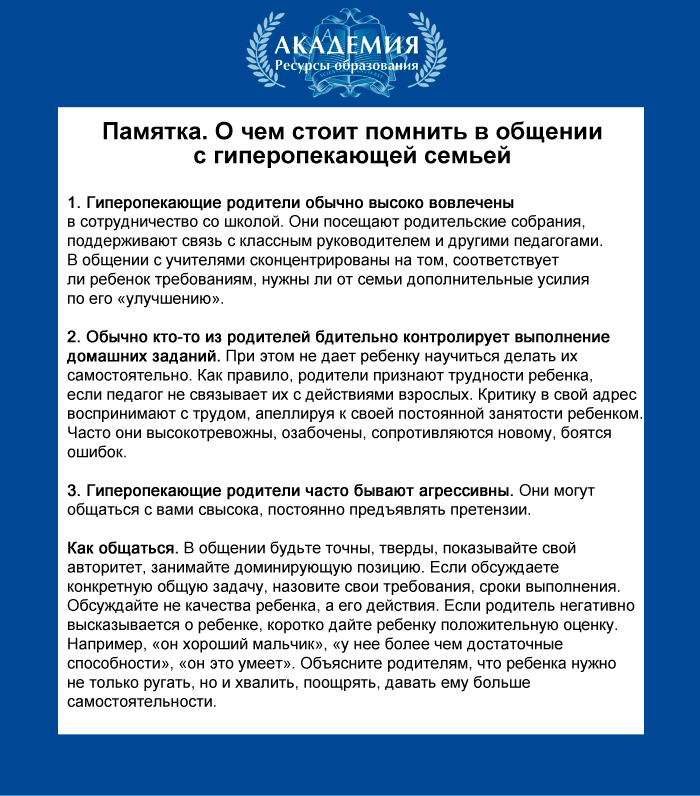 АКАДЕМИЯ
Ресурсы образования
Памятка. О чем стоит помнить в общении
с гиперопекающей семьей
1. Гиперопекающие родители обычно высоко вовлечены
в сотрудничество со школой. Они посещают родительские собрания,
поддерживают связь с классным руководителем и другими педагогами.
В общении с учителями сконцентрированы на том, соответствует
ли ребенок требованиям, нужны ли от семьи дополнительные усилия
по его «улучшению».
2. Обычно кто-то из родителей бдительно контролирует выполнение
домашних заданий. При этом не дает ребенку научиться делать их
самостоятельно. Как правило, родители признают трудности ребенка,
если педагог не связывает их с действиями взрослых. Критику в свой адрес
воспринимают с трудом, апеллируя к своей постоянной занятости ребенком.
Часто они высокотревожны, озабочены, сопротивляются новому, боятся
ошибок.
3. Гиперопекающие родители часто бывают агрессивны. Они могут
общаться с вами свысока, постоянно предъявлять претензии.
Как общаться. В общении будьте точны, тверды, показывайте свой
авторитет, занимайте доминирующую позицию. Если обсуждаете
конкретную общую задачу, назовите свои требования, сроки выполнения.
Обсуждайте не качества ребенка, а его действия. Если родитель негативно
высказывается о ребенке, коротко дайте ребенку положительную оценку.
Например, «он хороший мальчик», «у нее более чем достаточные
способности», «он это умеет». Объясните родителям, что ребенка нужно
не только ругать, но и хвалить, поощрять, давать ему больше
самостоятельности.